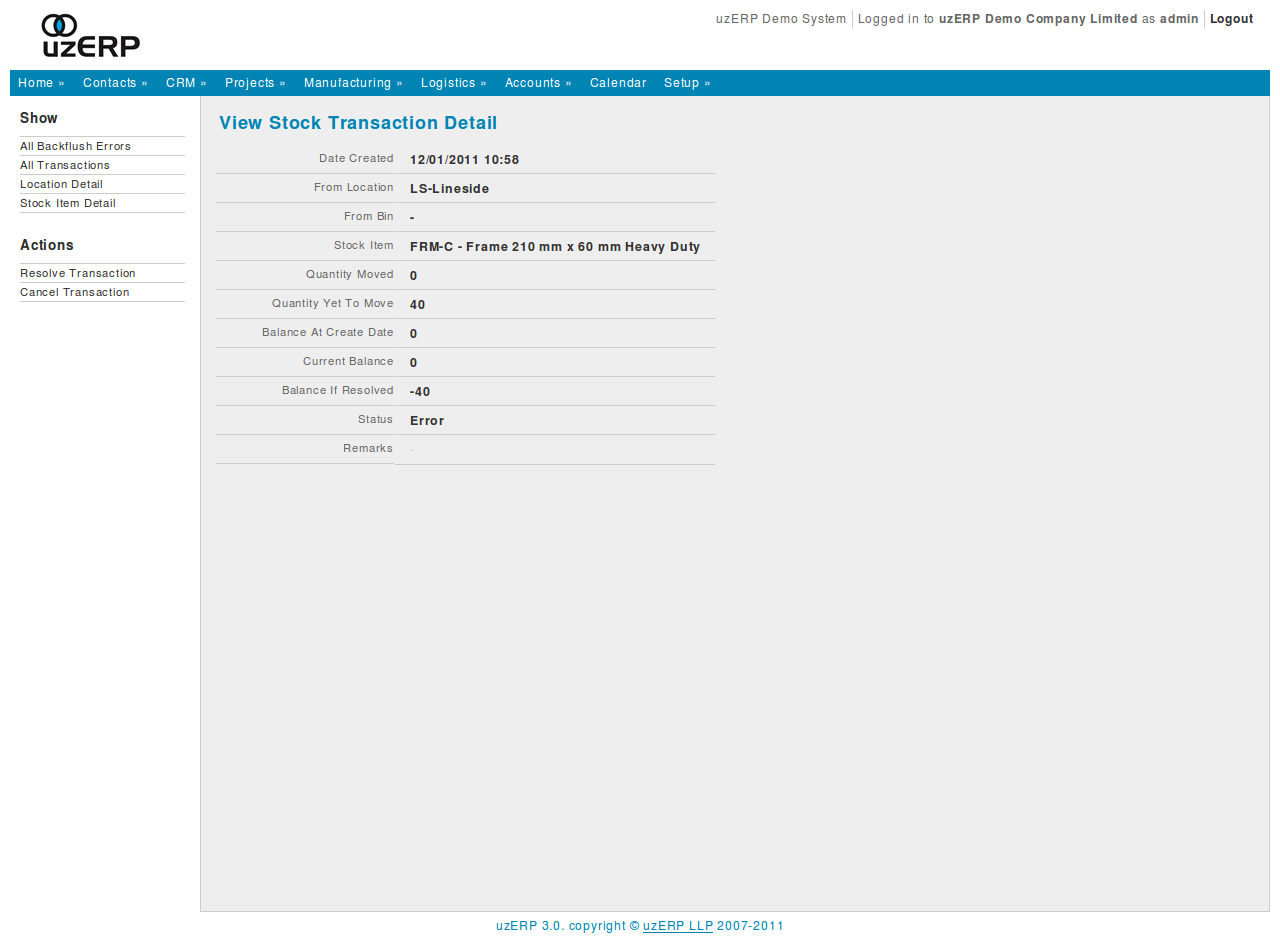 uzERP
uzERP Demo System Logged in to uzERP Demo Company Limited as admin Logout
Home » Contacts » CRM » Projects » Manufacturing » Logistics » Accounts » Calendar Setup »
Show
All Backflush Errors
All Transactions
Location Detail
Stock Item Detail
Actions
Resolve Transaction
Cancel Transaction
View Stock Transaction Detail
Date Created 12/01/2011 10:58
From Location LS-Lineside
From Bin -
Stock Item FRM-C - Frame 210 mm x 60 mm Heavy Duty
Quantity Moved 0
Quantity Yet To Move 40
Balance At Create Date 0
Current Balance 0
Balance If Resolved -40
Status Error
Remarks -
uzERP 3.0. copyright © uzERP LLP 2007-2011